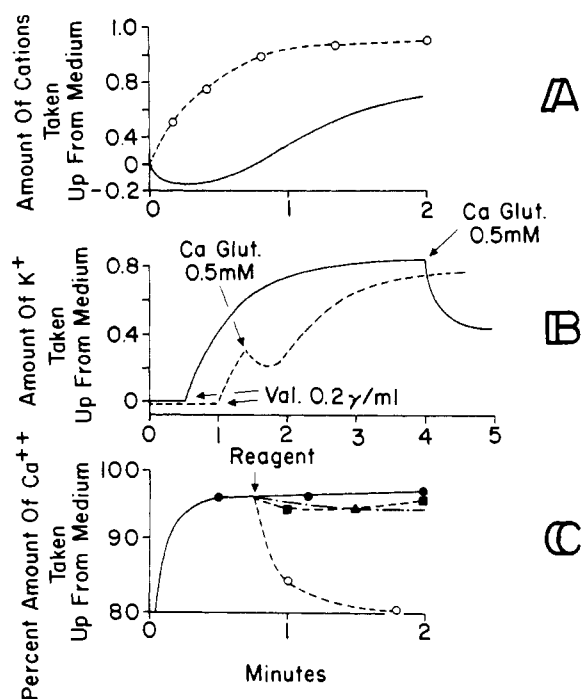 Amount Of Cations
Taken
Up From Medium
1.0
0.8
0.4
0
-0.2
0
1
2
A
Amount Of K+
Taken
Up From Medium
0.8
0.4
0
Ca Glut.
0.5mM
Ca Glut.
0.5mM
Val. 0.2γ/ml
0
1
2
3
4
5
B
Reagent
Percent Amount Of Ca++
Taken
Up From Medium
100
90
80
0
1
2
C
Minutes